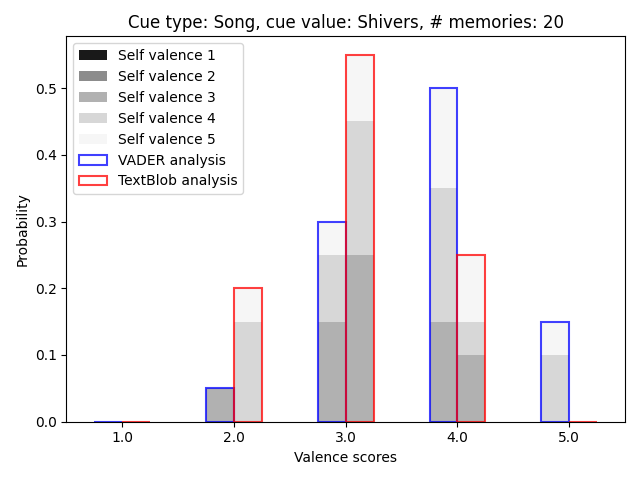 Cue type: Song, cue value: Shivers, # memories: 20
Self valence 1
Self valence 2
Self valence 3
Self valence 4
Self valence 5
VADER analysis
TextBlob analysis
Probability
0.5
0.4
0.3
0.2
0.1
0.0
1.0 2.0 3.0 4.0 5.0
Valence scores